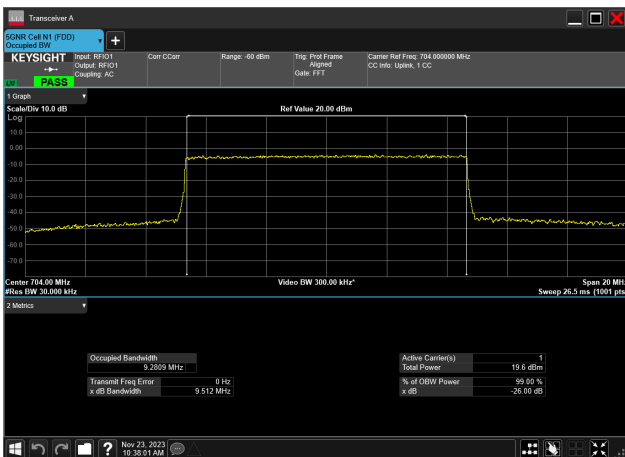 Transceiver A
5GNR Cell N1 (FDD)
Occupied BW
KEYSIGHT
PASS
Input: RFIO1
Output: RFIO1
Coupling: AC
Corr CCorr
Range: -60 dBm
Trig: Prot Frame
Aligned
Gate: FFT
Carrier Ref Freq: 704.000000 MHz
CC Info: Uplink, 1 CC
1 Graph
Scale/Div 10.0 dB
Ref Value 20.00 dBm
Log
10.0
0.00
-10.0
-20.0
-30.0
-40.0
-50.0
-60.0
-70.0
Center 704.00 MHz
Video BW 300.00 kHz*
Span 20 MH
#Res BW 30.000 kHz
Sweep 26.5 ms (1001 pts
2 Metrics
Occupied Bandwidth
9.2809 MHz
Transmit Freq Error 0 Hz
x dB Bandwidth 9.512 MHz
Active Carrier(s) 1
Total Power 19.6 dBm
% of OBW Power 99.00 %
x dB -26.00 dB
?
Nov 23, 2023
10:38:01 AM